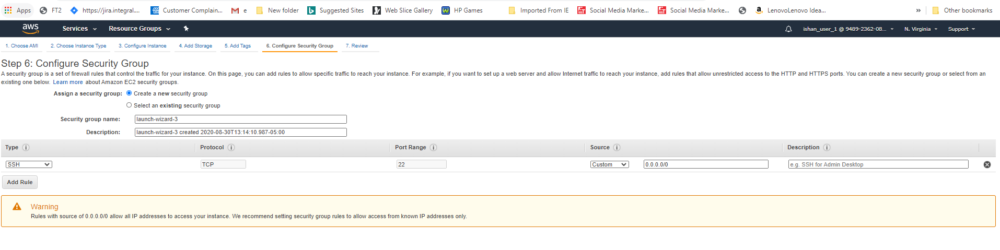 Apps FT2 https://jira.integral.... Customer Complain... e New folder Suggested Sites Web Slice Gallery HP Games Imported From IE Social Media Marke... Social Media Marke... LenovoLenovo Idea... » Other bookmarks
aws Services Resource Groups ishan_user_1 @ 9489-2362-08... N. Virginia Support
1. Choose AMI 2. Choose Instance Type 3. Configure Instance 4. Add Storage 5. Add Tags 6. Configure Security Group 7. Review
Step 6: Configure Security Group
A security group is a set of firewall rules that control the traffic for your instance. On this page, you can add rules to allow specific traffic to reach your instance. For example, if you want to set up a web server and allow Internet traffic to reach your instance, add rules that allow unrestricted access to the HTTP and HTTPS ports. You can create a new security group or select from an
existing one below. Learn more about Amazon EC2 security groups.
Assign a security group: Create a new security group
Select an existing security group
Security group name: launch-wizard-3
Description: launch-wizard-3 created 2020-08-30T13:14:10.987-05:00
Type i Protocol i Port Range i Source i Description i
SSH TCP 22 Custom 0.0.0.0/0 e.g. SSH for Admin Desktop
Add Rule
Warning
Rules with source of 0.0.0.0/0 allow all IP addresses to access your instance. We recommend setting security group rules to allow access from known IP addresses only.